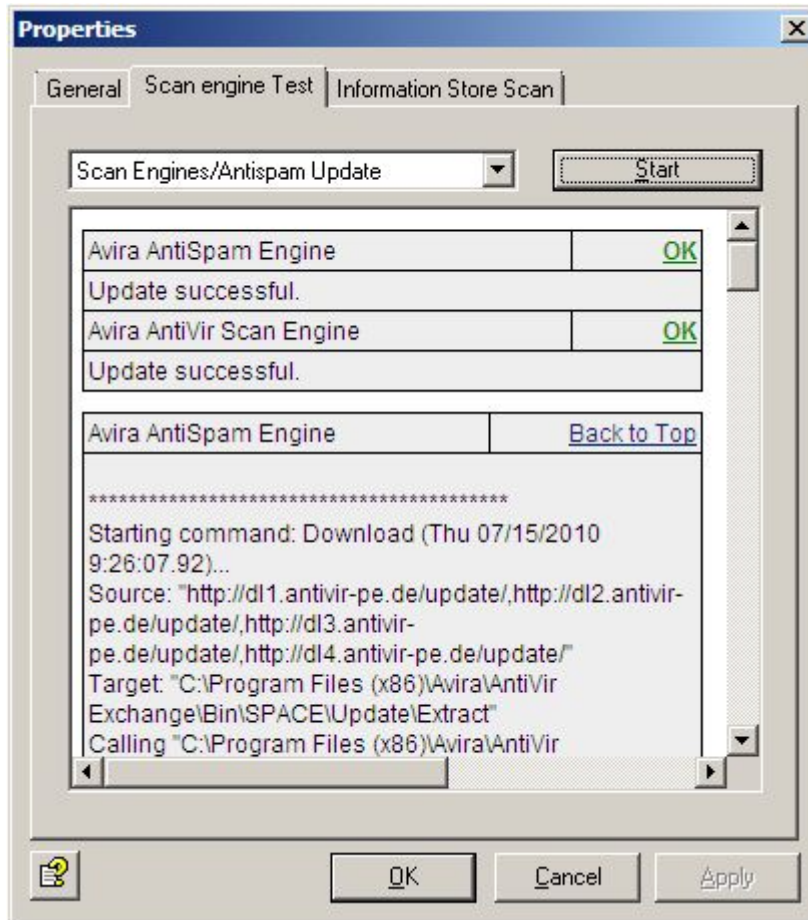 Properties
General Scan engine Test Information Store Scan
Scan Engines/Antispam Update Start
Avira AntiSpam Engine OK
Update successful.
Avira AntiVir Scan Engine OK
Update successful.
Avira AntiSpam Engine Back to Top
******************************************
Starting command: Download (Thu 07/15/2010
9:26:07.92)...
Source: "http://dl1.antivir-pe.de/update/,http://dl2.antivir-
pe.de/update/,http://dl3.antivir-
pe.de/update/,http://dl4.antivir-pe.de/update/"
Target: "C:\Program Files (x86)\Avira\AntiVir
Exchange\Bin\SPACE\Update\Extract"
Calling "C:\Program Files (x86)\Avira\AntiVir
OK Cancel Apply